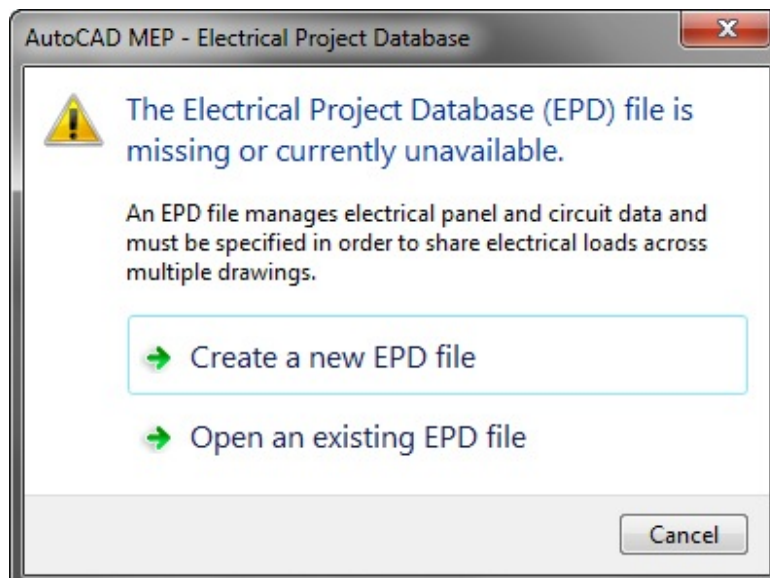 AutoCAD MEP - Electrical Project Database
The Electrical Project Database (EPD) file is
missing or currently unavailable.
An EPD file manages electrical panel and circuit data and
must be specified in order to share electrical loads across
multiple drawings.
Create a new EPD file
Open an existing EPD file
Cancel